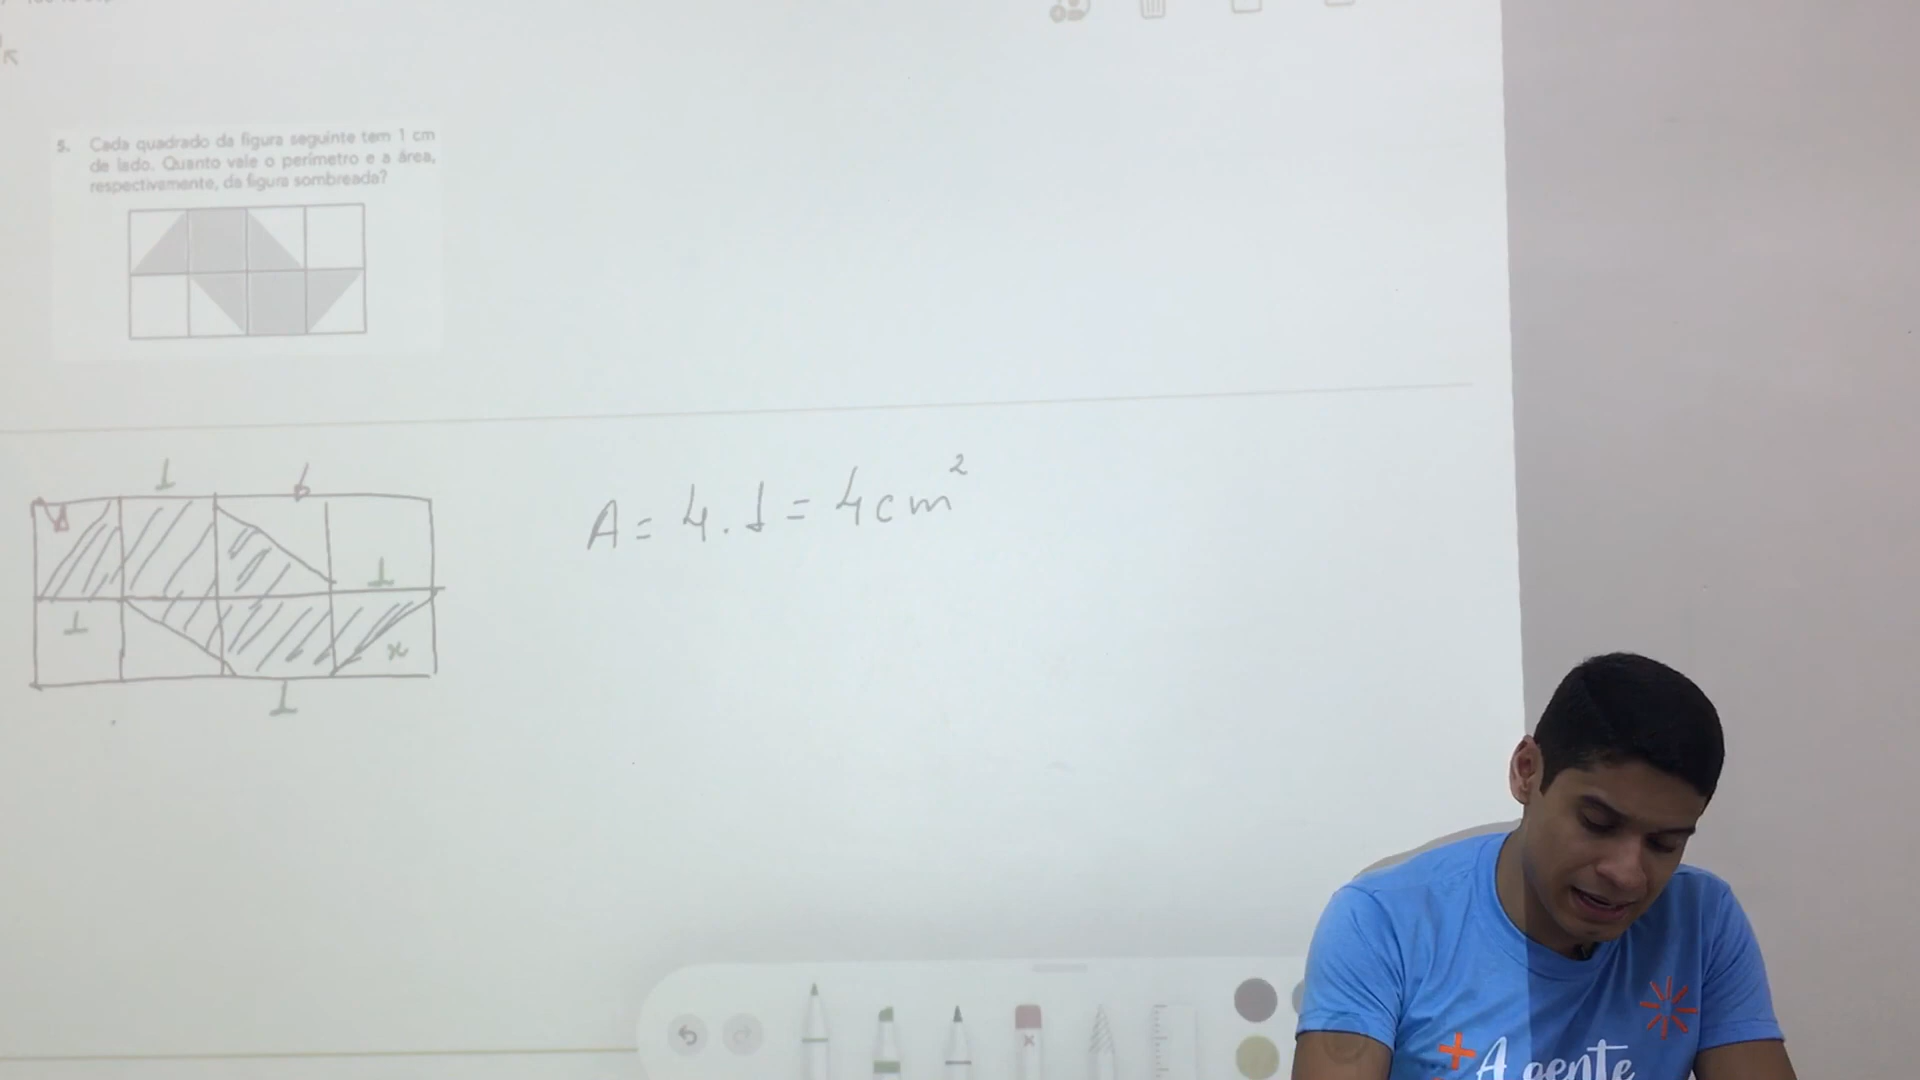 5. Cada quadrado da figura seguinte tem 1 cm
de lado. Quanto vale o perímetro e a área,
respectivamente, da figura sombreada?
1
1
1
x
1
A = 4 . 1 = 4 cm²
A gente